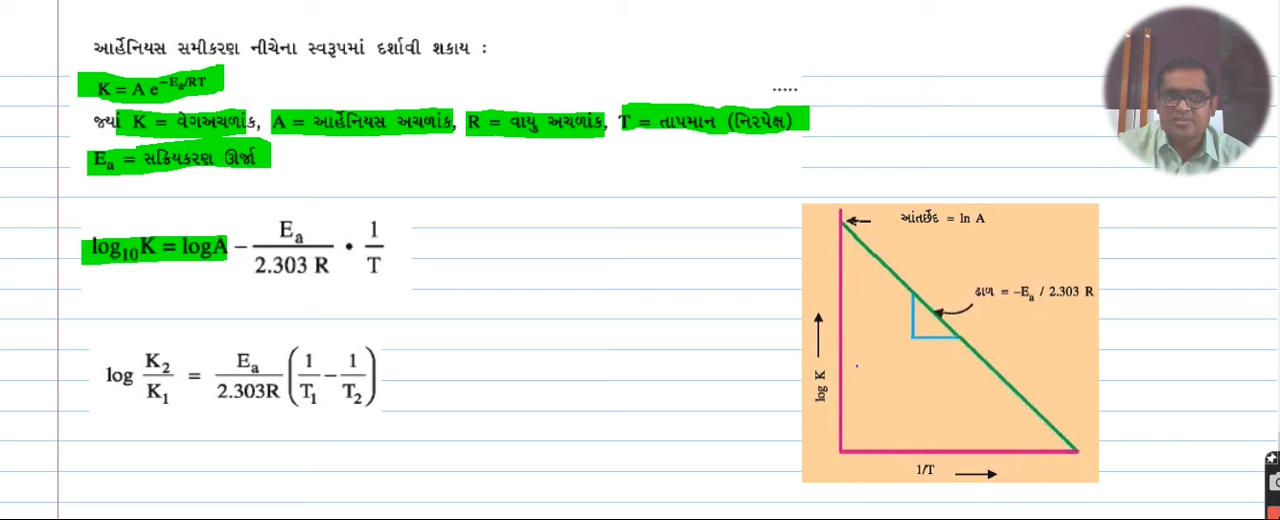 આર્હેનિયસ સમીકરણ નીચેના સ્વરૂપમાં દર્શાવી શકાય :
K = A e^–Eₐ/RT .....
જ્યાં K = વેગઅચળાંક, A = આર્હેનિયસ અચળાંક, R = વાયુ અચળાંક, T = તાપમાન (નિરપેક્ષ)
Eₐ = સક્રિયકરણ ઊર્જા
log₁₀K = logA – Eₐ / 2.303 R • 1 / T
log K₂ / K₁ = Eₐ / 2.303R (1 / T₁ – 1 / T₂)
આંતર્છેદ = ln A
ઢાળ = –Eₐ / 2.303 R
log K
1/T